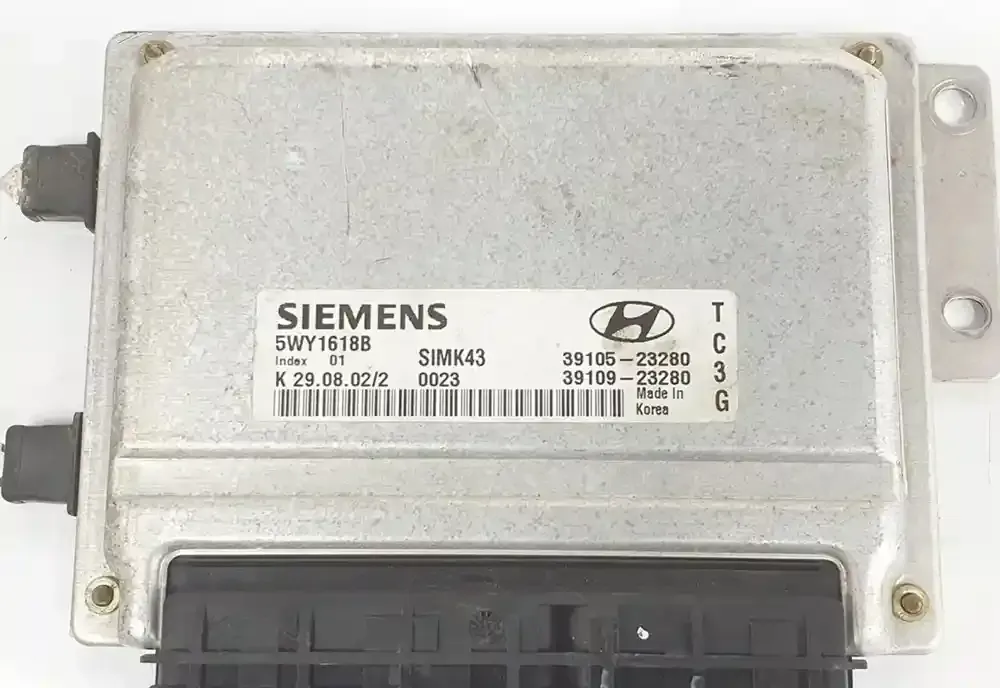 SIEMENS
5WY1618B
Index 01 SIMK43 39105-23280
K 29.08.02/2 0023 39109-23280
Made In
Korea
T
C
3
G